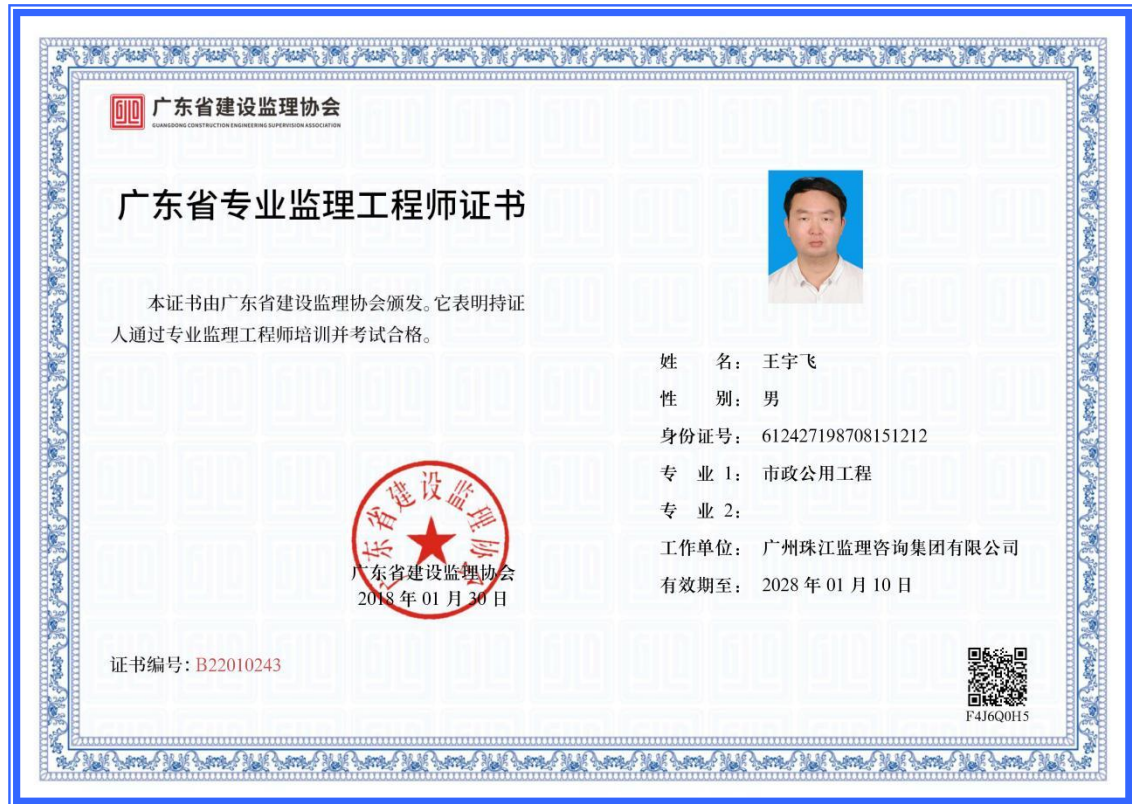 广东省建设监理协会
GUANGDONG CONSTRUCTION ENGINEERING SUPERVISION ASSOCIATION
广东省专业监理工程师证书
本证书由广东省建设监理协会颁发。它表明持证
人通过专业监理工程师培训并考试合格。
姓 名： 王宇飞
性 别： 男
身份证号： 612427198708151212
专 业 1： 市政公用工程
专 业 2：
工作单位： 广州珠江监理咨询集团有限公司
有效期至： 2028 年 01 月 10 日
广东省建设监理协会
广东省建设监理协会
2018 年 01 月 30 日
证书编号：B22010243
F4J6Q0H5